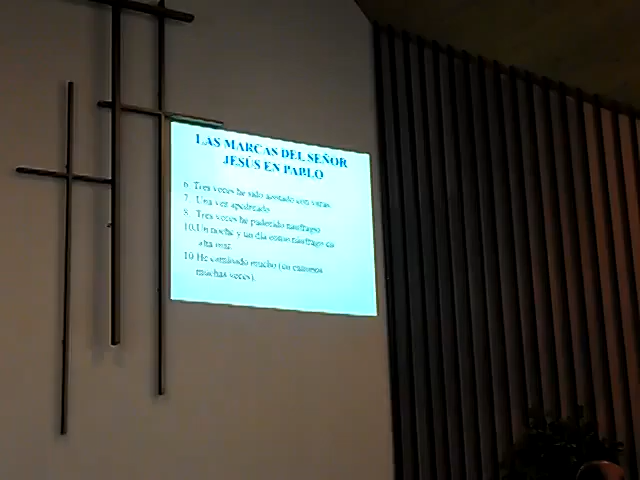 LAS MARCAS DEL SEÑOR
JESÚS EN PABLO
6. Tres veces he sido azotado con varas.
7. Una vez apedreado.
8. Tres veces he padecido naufragio
10.Un noche y un día como náufrago en
alta mar.
10 He caminado mucho (en caminos
muchas veces).